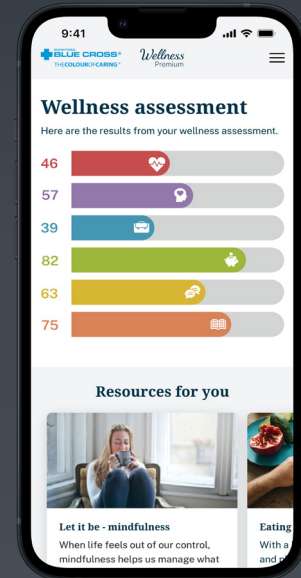 9:41
MANITOBA
BLUE CROSS®
THE COLOUR OF CARING™
Wellness
Premium
Wellness assessment
Here are the results from your wellness assessment.
46
57
39
82
63
75
Resources for you
Let it be - mindfulness
When life feels out of our control,
mindfulness helps us manage what
Eating
With a
and